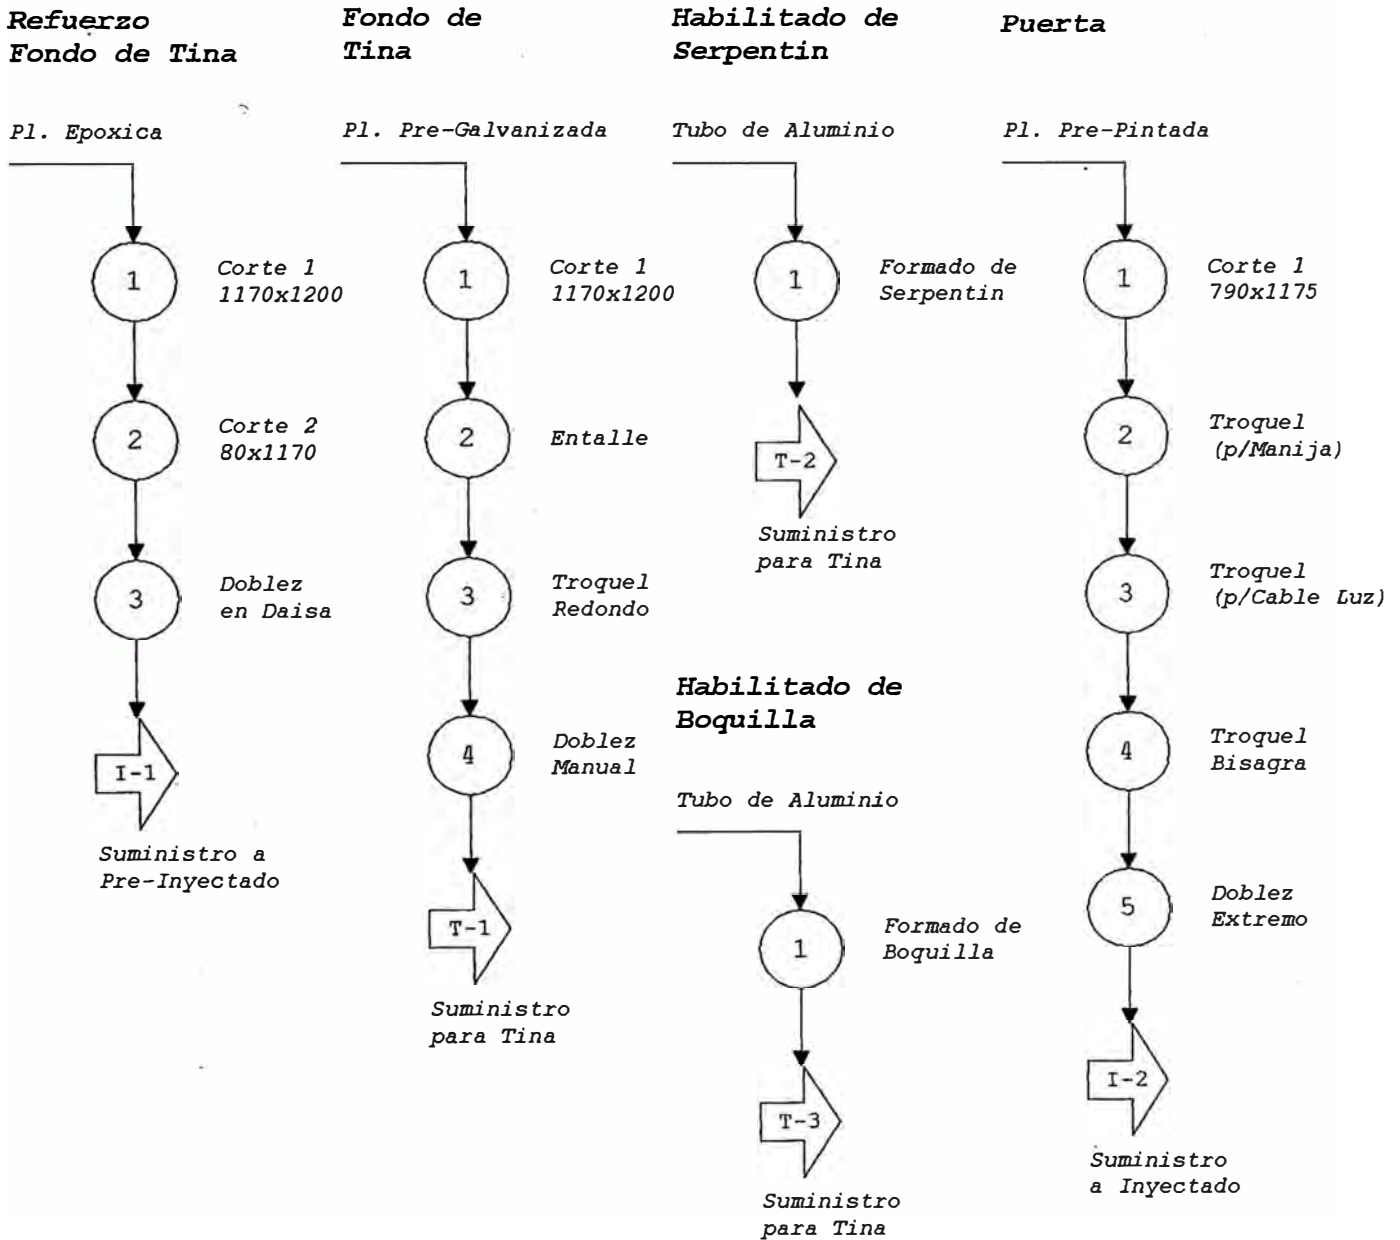 Refuerzo
Fondo de Tina
Pl. Epoxica
1
Corte 1
1170x1200
2
Corte 2
80x1170
3
Doblez
en Daisa
I-1
Suministro a
Pre-Inyectado
Fondo de
Tina
Pl. Pre-Galvanizada
1
Corte 1
1170x1200
2
Entalle
3
Troquel
Redondo
4
Doblez
Manual
T-1
Suministro
para Tina
Habilitado de
Serpentin
Tubo de Aluminio
1
Formado de
Serpentin
T-2
Suministro
para Tina
Habilitado de
Boquilla
Tubo de Aluminio
1
Formado de
Boquilla
T-3
Suministro
para Tina
Puerta
Pl. Pre-Pintada
1
Corte 1
790x1175
2
Troquel
(p/Manija)
3
Troquel
(p/Cable Luz)
4
Troquel
Bisagra
5
Doblez
Extremo
I-2
Suministro
a Inyectado